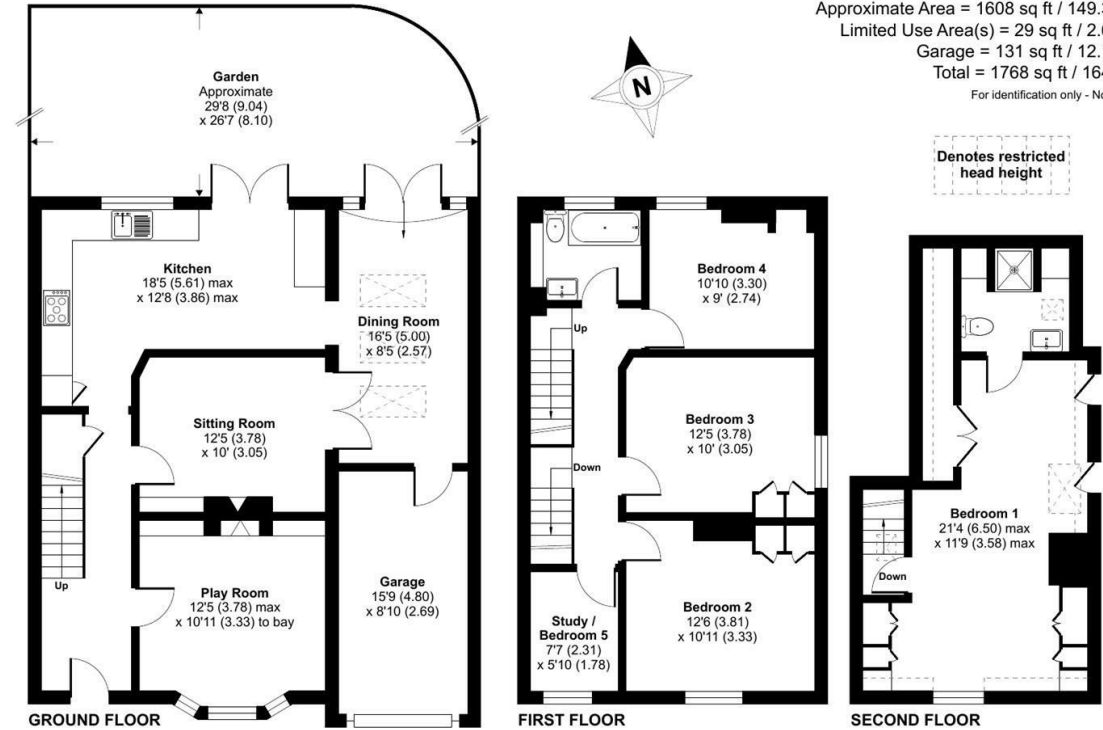 Approximate Area = 1608 sq ft / 149.
Limited Use Area(s) = 29 sq ft / 2.
Garage = 131 sq ft / 12.
Total = 1768 sq ft / 164
For identification only - No
N
Denotes restricted
head height
Garden
Approximate
29'8 (9.04)
x 26'7 (8.10)
Kitchen
18'5 (5.61) max
x 12'8 (3.86) max
Dining Room
16'5 (5.00)
x 8'5 (2.57)
Sitting Room
12'5 (3.78)
x 10' (3.05)
Up
Play Room
12'5 (3.78) max
x 10'11 (3.33) to bay
Garage
15'9 (4.80)
x 8'10 (2.69)
GROUND FLOOR
Bedroom 4
10'10 (3.30)
x 9' (2.74)
Up
Bedroom 3
12'5 (3.78)
x 10' (3.05)
Down
Bedroom 2
12'6 (3.81)
x 10'11 (3.33)
Study /
Bedroom 5
7'7 (2.31)
x 5'10 (1.78)
FIRST FLOOR
Bedroom 1
21'4 (6.50) max
x 11'9 (3.58) max
Down
SECOND FLOOR